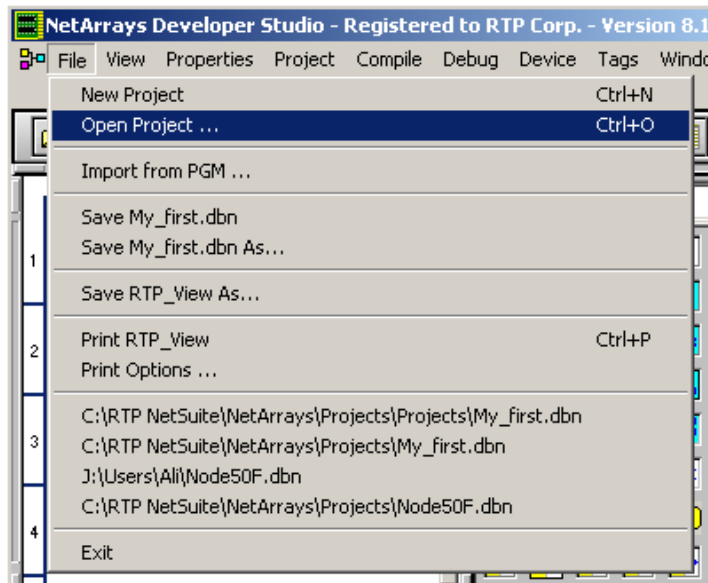 NetArrays Developer Studio - Registered to RTP Corp. - Version 8.1
File View Properties Project Compile Debug Device Tags Windo
New Project Ctrl+N
Open Project ... Ctrl+O
Import from PGM ...
Save My_first.dbn
Save My_first.dbn As...
1
Save RTP_View As...
Print RTP_View Ctrl+P
2
Print Options ...
C:\RTP NetSuite\NetArrays\Projects\Projects\My_first.dbn
3
C:\RTP NetSuite\NetArrays\Projects\My_first.dbn
J:\Users\Ali\Node50F.dbn
C:\RTP NetSuite\NetArrays\Projects\Node50F.dbn
4
Exit